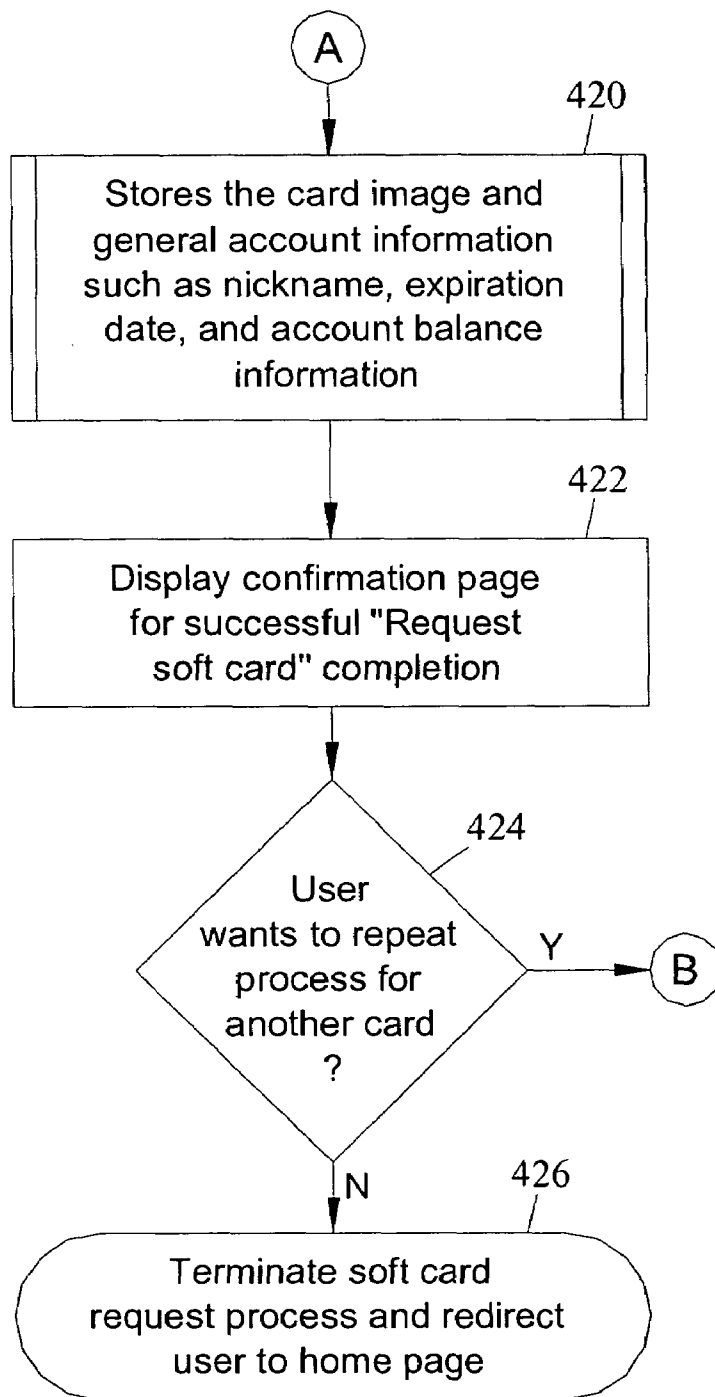 A
420
Stores the card image and
general account information
such as nickname, expiration
date, and account balance
information
422
Display confirmation page
for successful "Request
soft card" completion
424
User
wants to repeat
process for
another card
?
Y
B
N
426
Terminate soft card
request process and redirect
user to home page